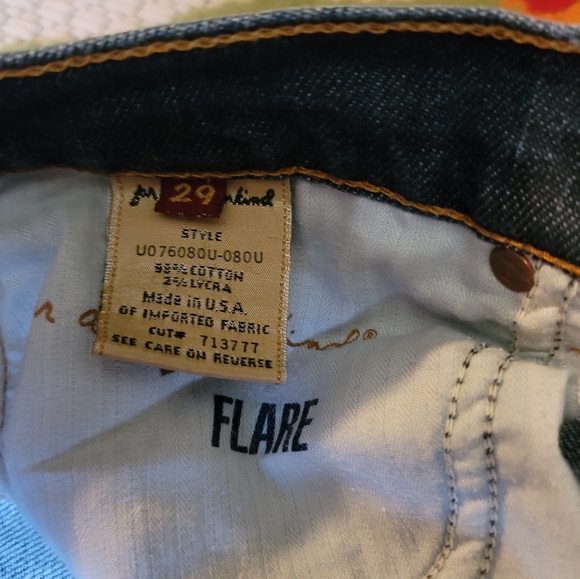 29
STYLE
U076080U-080U
98% COTTON
2% LYCRA
Made in U.S.A.
OF IMPORTED FABRIC
CUT# 713777
SEE CARE ON REVERSE
FLARE